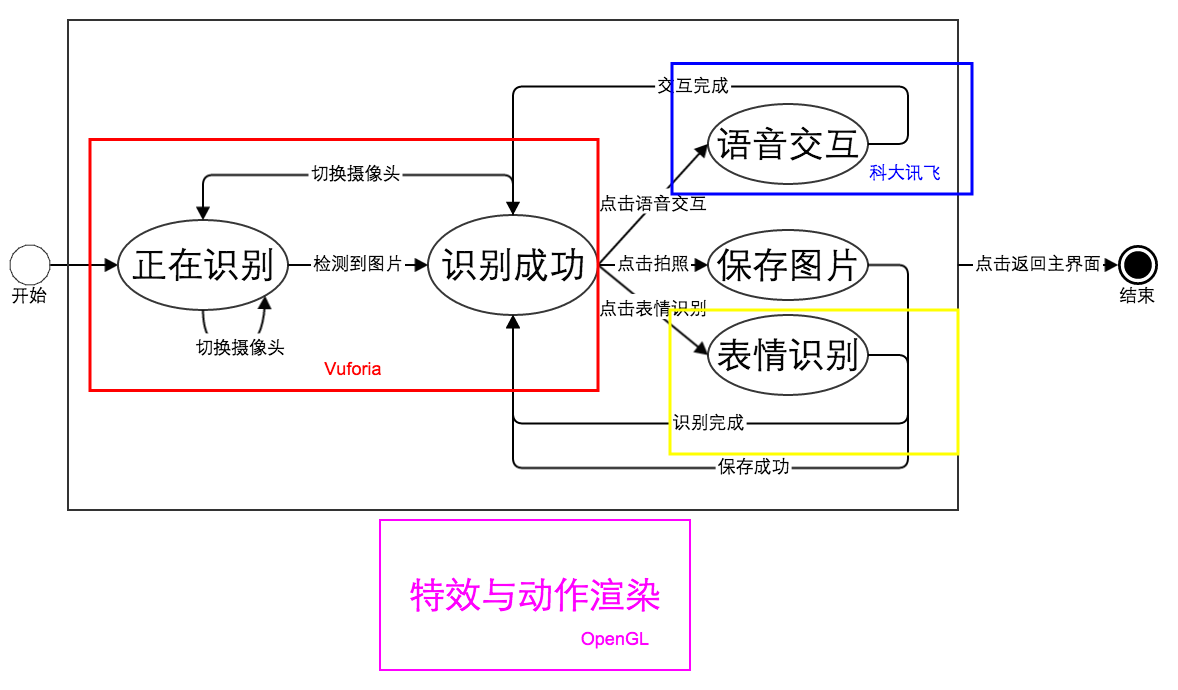 交互完成
语音交互
科大讯飞
切换摄像头
点击语音交互
开始
正在识别
检测到图片
识别成功
点击拍照
保存图片
点击返回主界面
结束
点击表情识别
切换摄像头
表情识别
Vuforia
识别完成
保存成功
特效与动作渲染
OpenGL